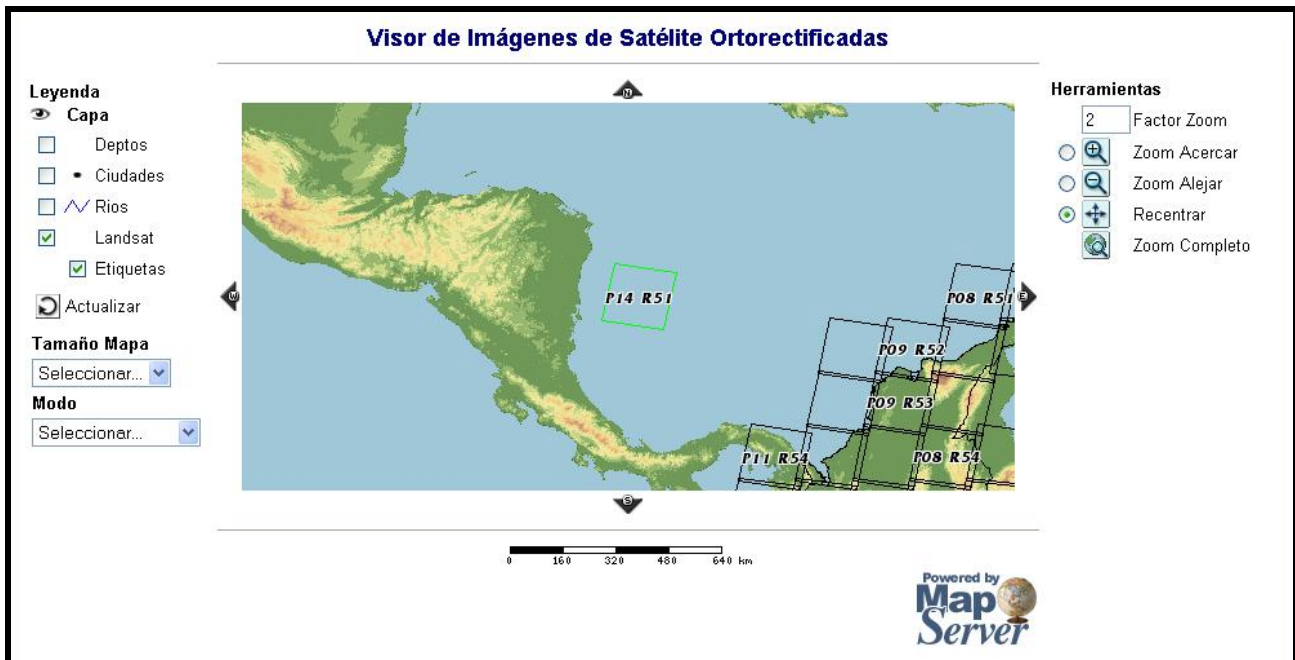 Visor de Imágenes de Satélite Ortorectificadas
Leyenda
Capa
Deptos
Ciudades
Rios
Landsat
Etiquetas
Actualizar
Tamaño Mapa
Seleccionar...
Modo
Seleccionar...
N
W
E
S
P14 R51
P08 R51
P09 R52
P09 R53
P11 R54
P08 R54
Herramientas
2 Factor Zoom
Zoom Acercar
Zoom Alejar
Recentrar
Zoom Completo
0 160 320 480 640 km
Powered by
Map
Server